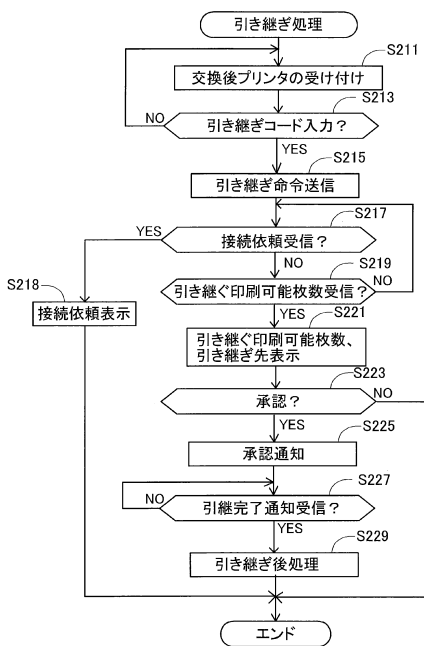 引き継ぎ処理
S211
交換後プリンタの受け付け
S213
引き継ぎコード入力？
NO
YES
S215
引き継ぎ命令送信
S217
YES
接続依頼受信？
NO
S219
S218
引き継ぐ印刷可能枚数受信？
NO
接続依頼表示
YES
S221
引き継ぐ印刷可能枚数、
引き継ぎ先表示
S223
承認？
NO
YES
S225
承認通知
S227
NO
引継完了通知受信？
YES
S229
引き継ぎ後処理
エンド